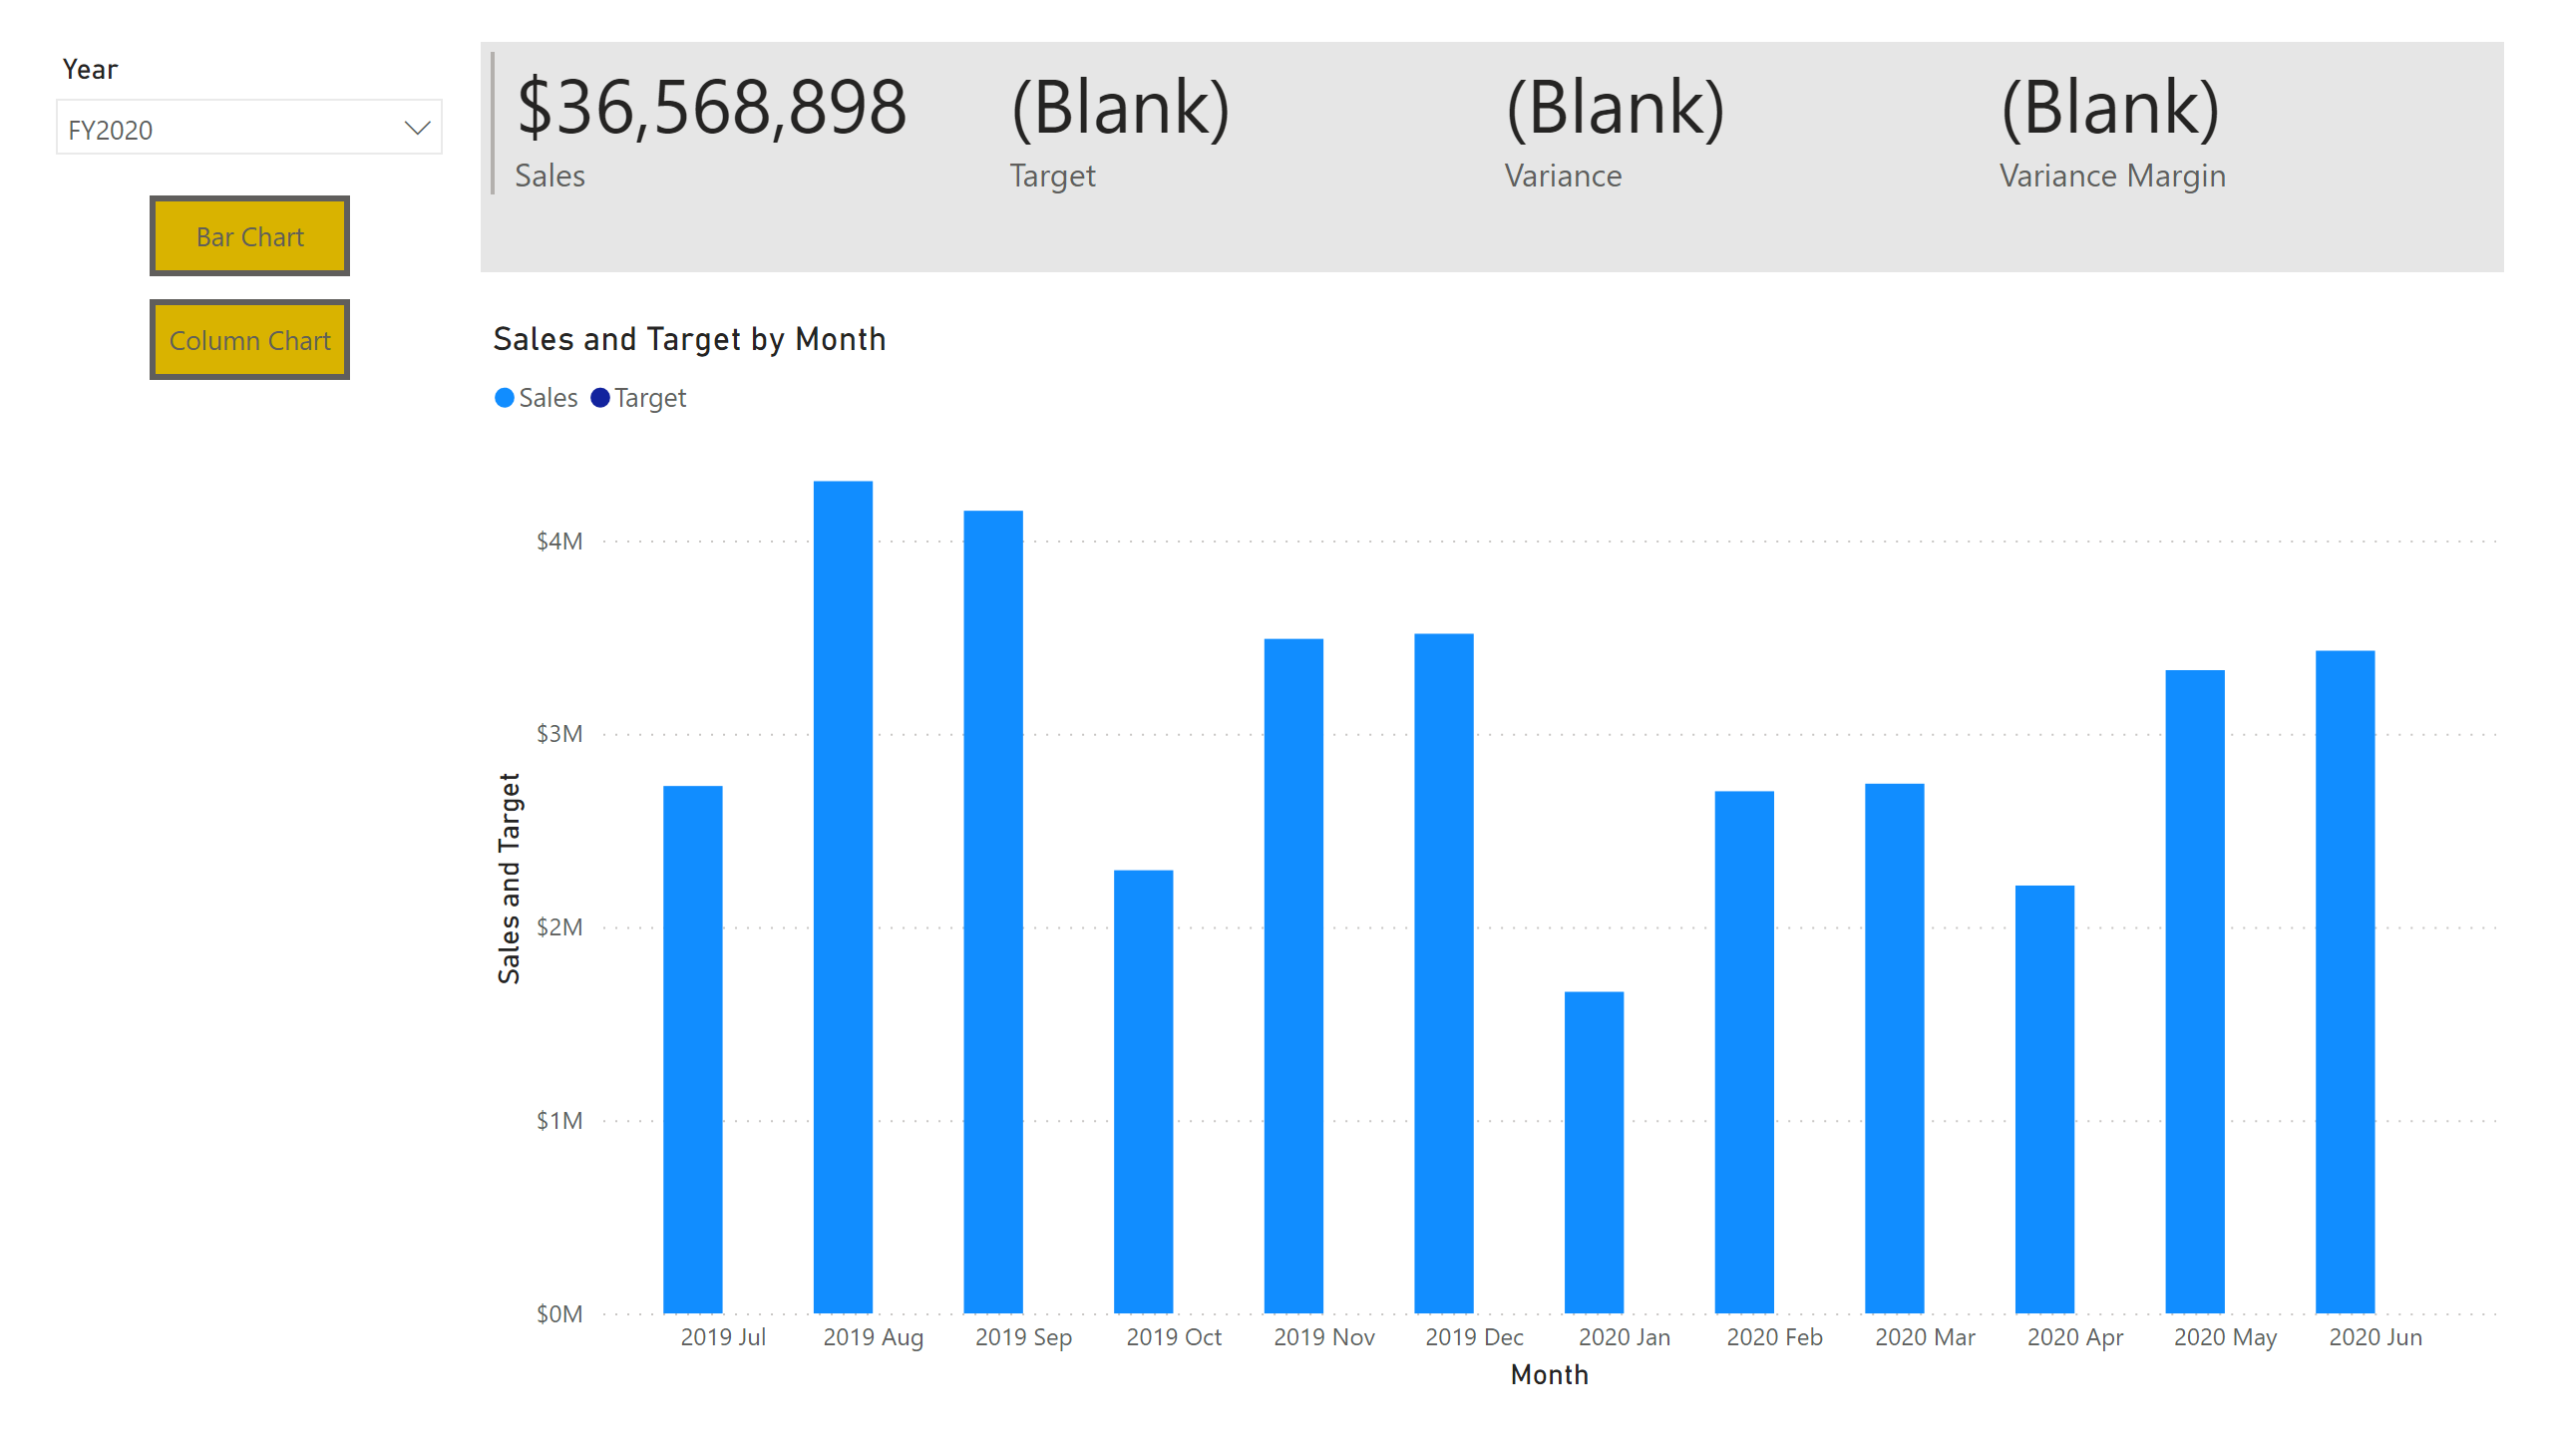 Year
FY2020
Bar Chart
Column Chart
$36,568,898 (Blank) (Blank) (Blank)
Sales Target Variance Variance Margin
Sales and Target by Month
Sales Target
$4M
$3M
$2M
$1M
$0M
Sales and Target
2019 Jul 2019 Aug 2019 Sep 2019 Oct 2019 Nov 2019 Dec 2020 Jan 2020 Feb 2020 Mar 2020 Apr 2020 May 2020 Jun
Month